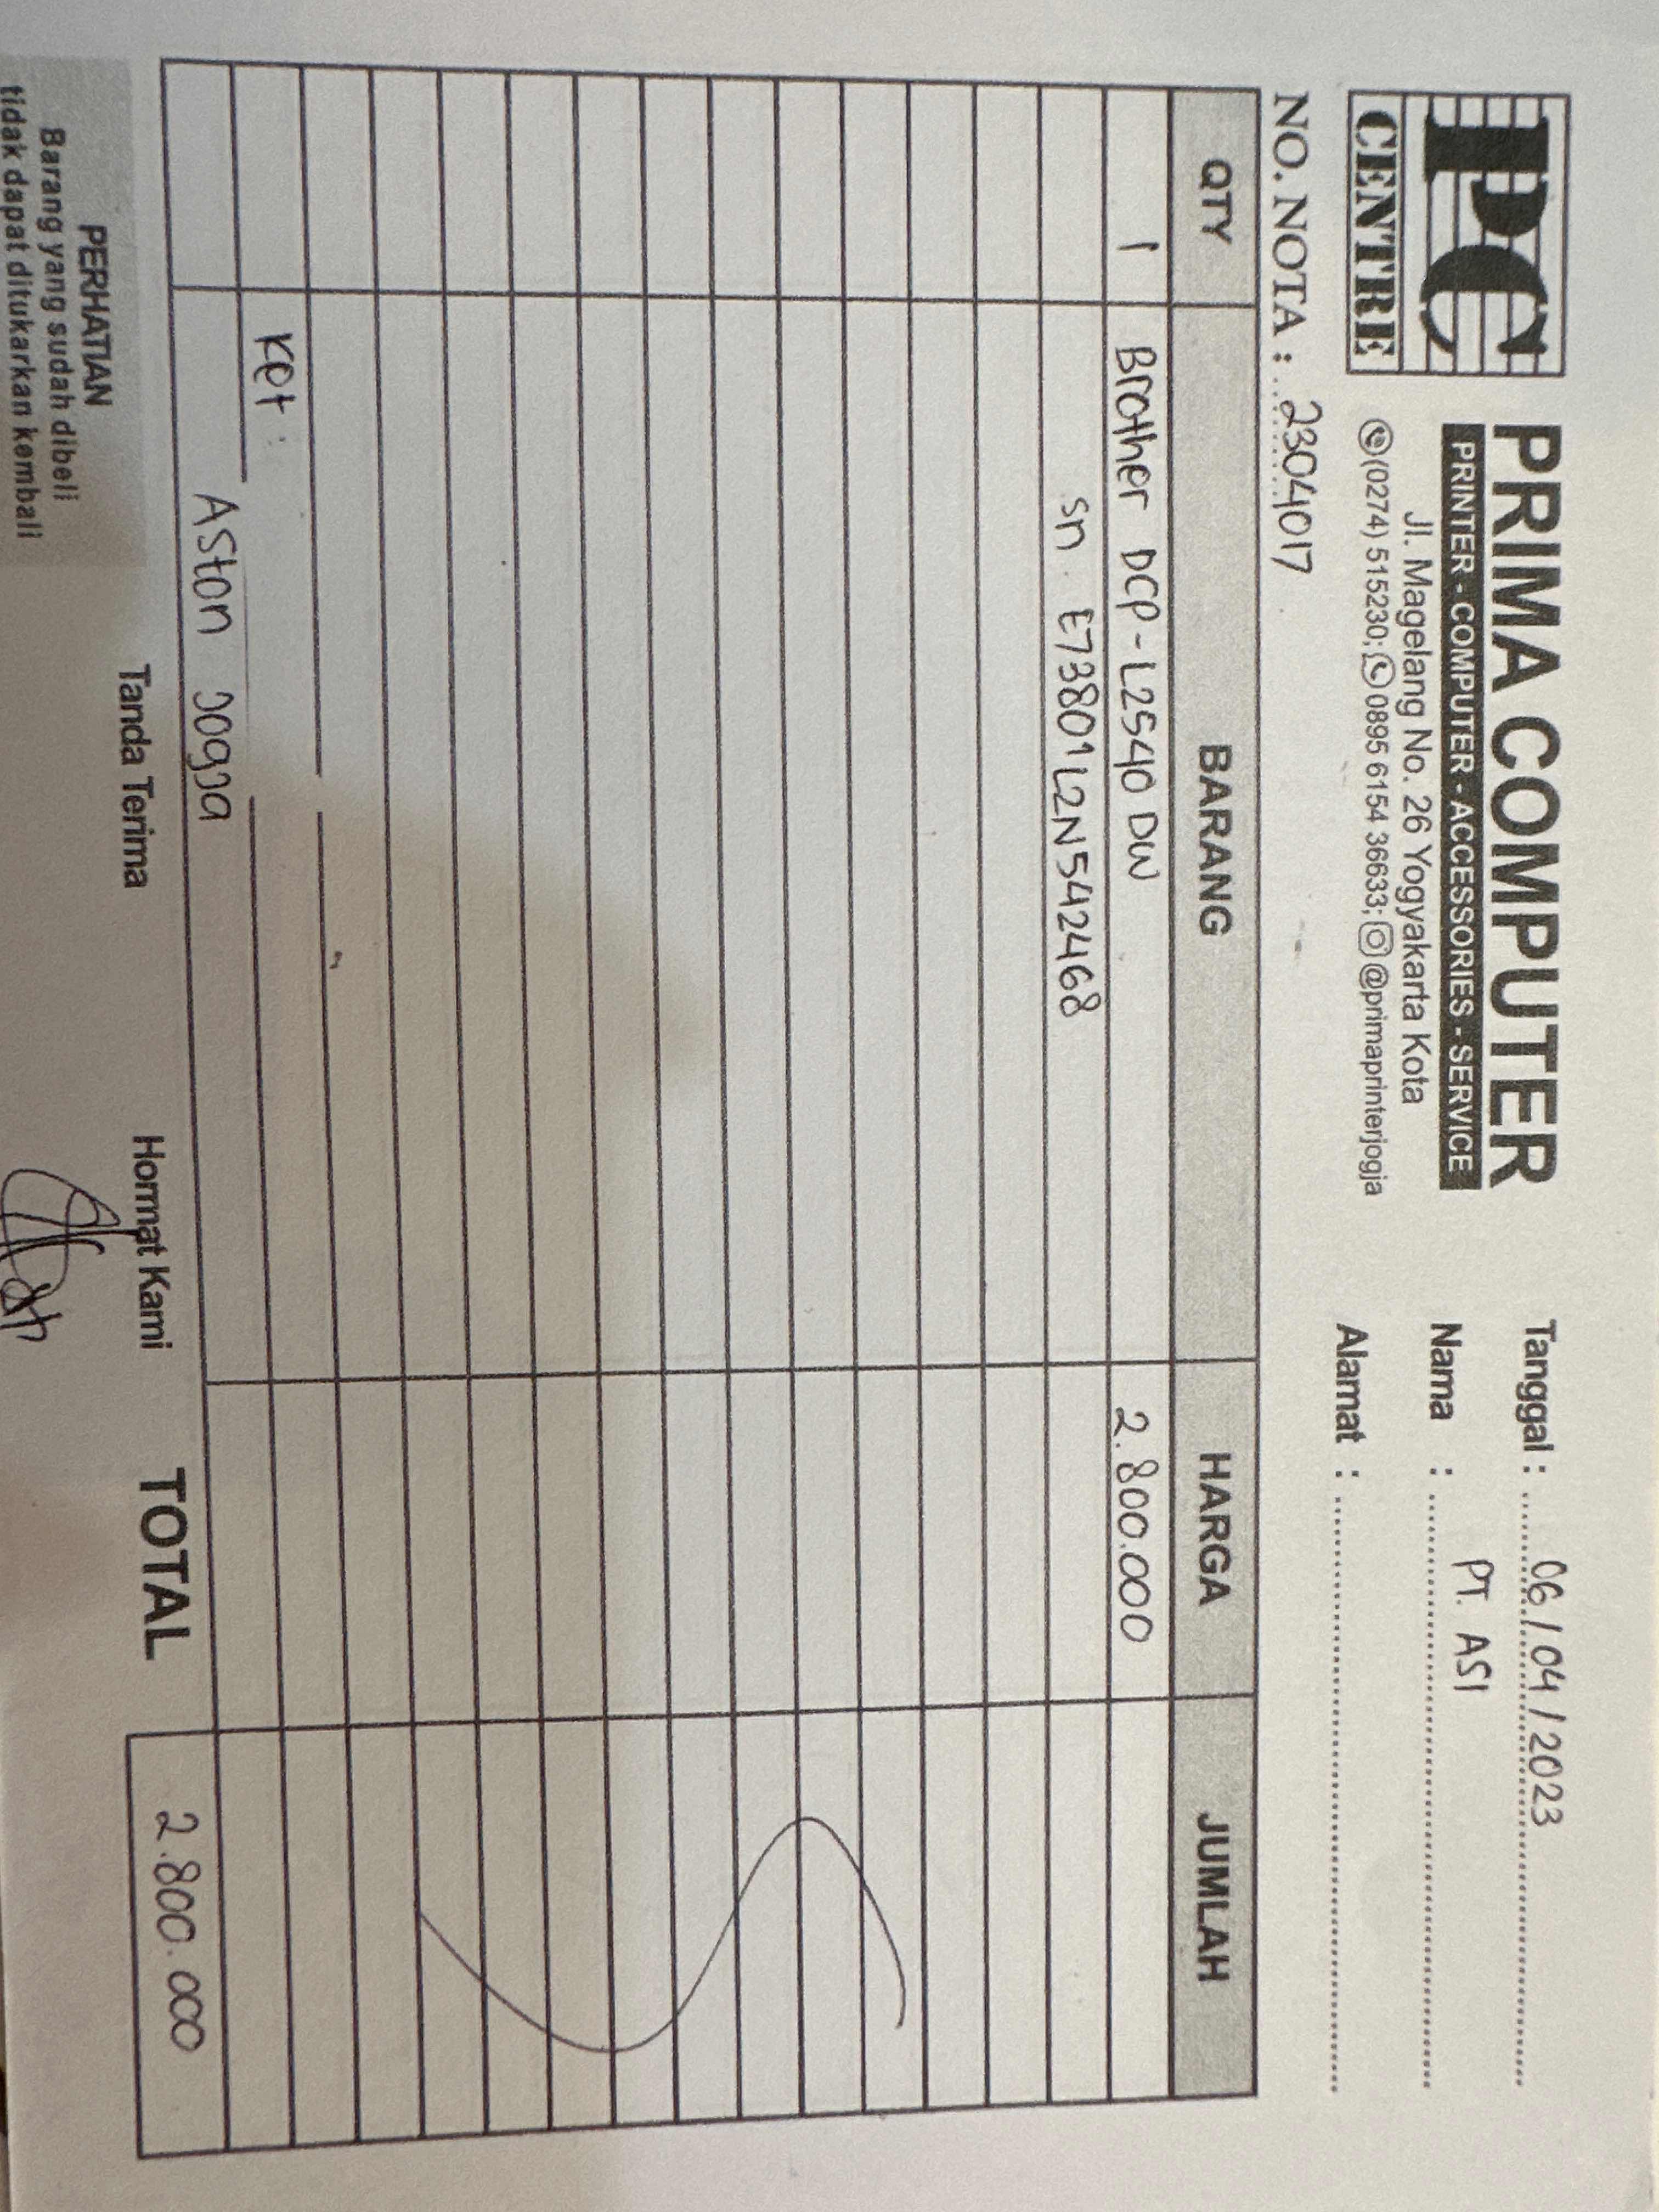 PC
CENTRE
PRIMA COMPUTER
PRINTER - COMPUTER - ACCESSORIES - SERVICE
Jl. Magelang No. 26 Yogyakarta Kota
(0274) 515230; 0895 6154 36633; @primaprinterjogja
Tanggal : 06/04/2023
Nama : PT. ASI
Alamat :
NO. NOTA : 2304017
QTY BARANG HARGA JUMLAH
1 Brother DCP-L2540 DW 2.800.000
sn. E73801L2N542468
Ket :
Aston Jogja
PERHATIAN
Barang yang sudah dibeli
tidak dapat ditukarkan kembali
Tanda Terima
Hormat Kami
TOTAL 2.800.000